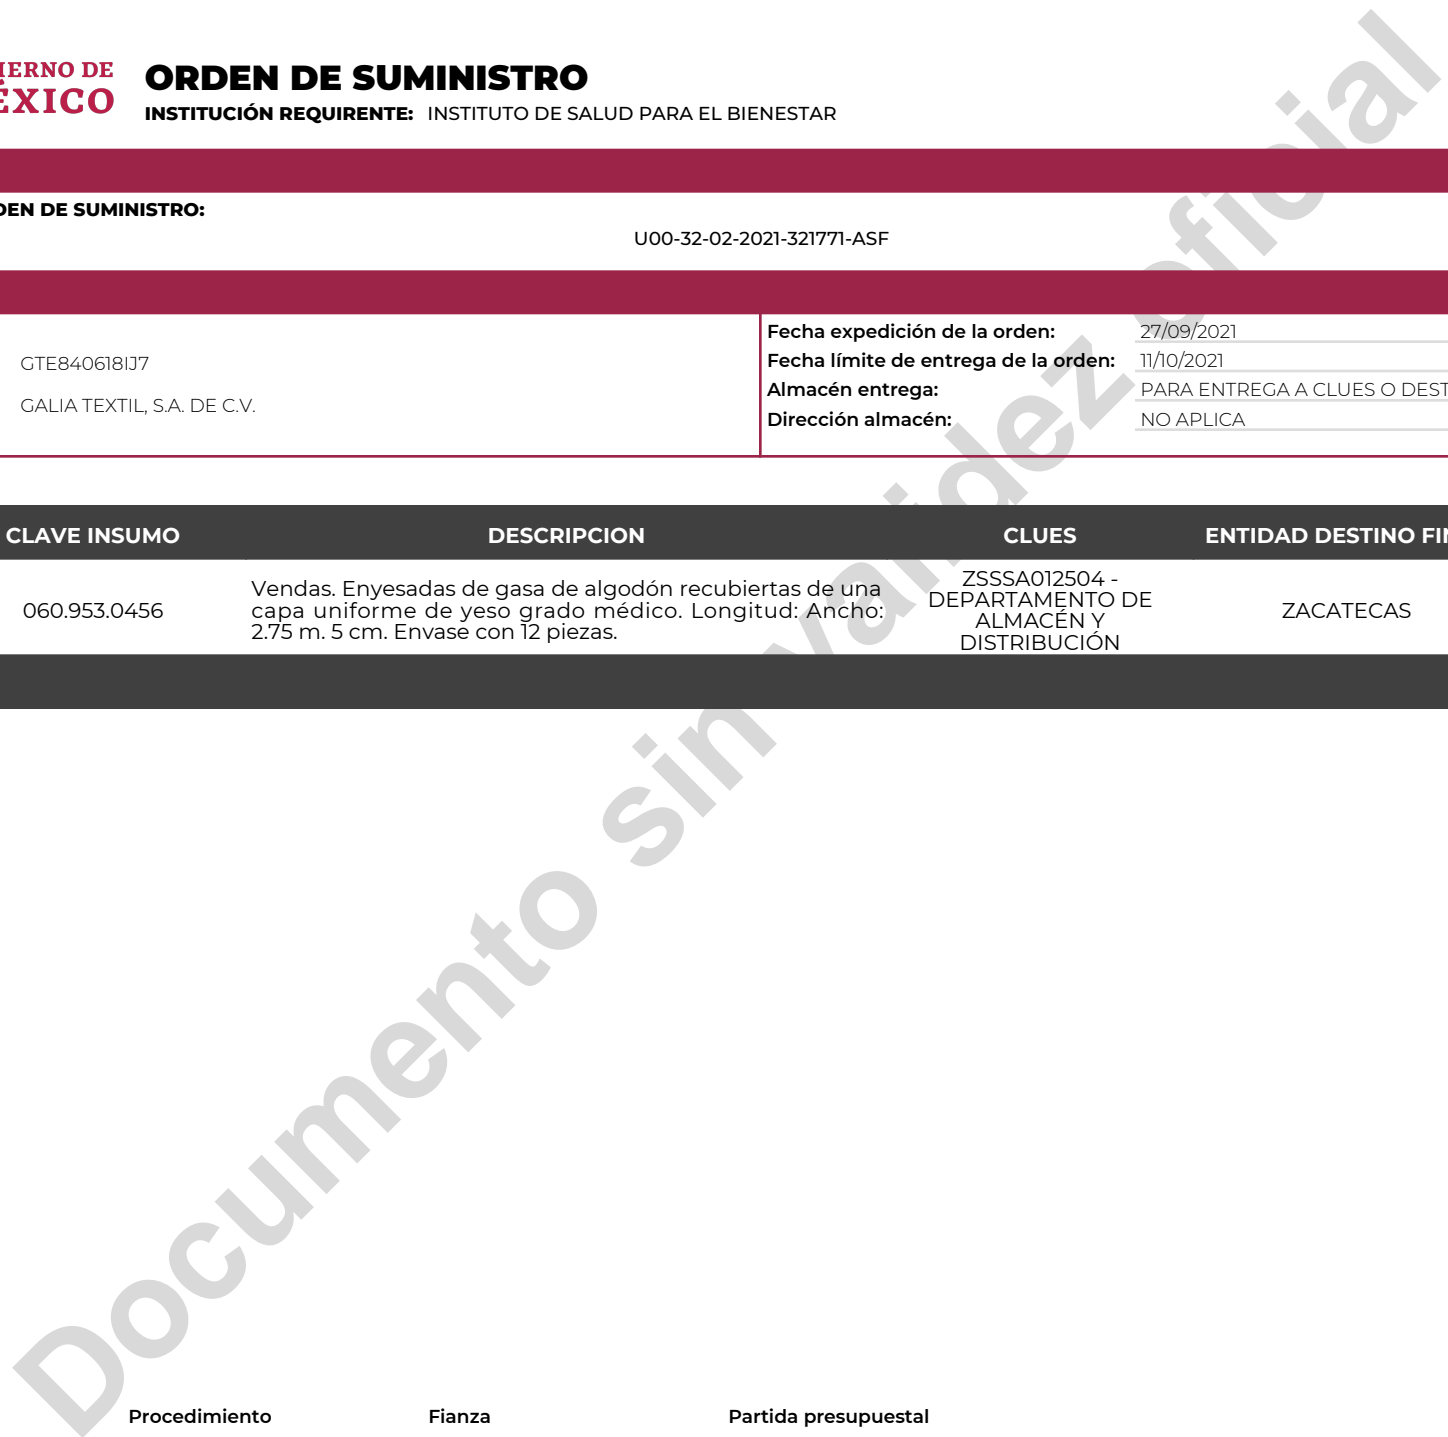 IERNO DE
ÉXICO
ORDEN DE SUMINISTRO
INSTITUCIÓN REQUIRENTE: INSTITUTO DE SALUD PARA EL BIENESTAR
DEN DE SUMINISTRO:
U00-32-02-2021-321771-ASF
GTE840618IJ7
GALIA TEXTIL, S.A. DE C.V.
Fecha expedición de la orden: 27/09/2021
Fecha límite de entrega de la orden: 11/10/2021
Almacén entrega: PARA ENTREGA A CLUES O DEST
Dirección almacén: NO APLICA
CLAVE INSUMO DESCRIPCION CLUES ENTIDAD DESTINO FIN
060.953.0456
Vendas. Enyesadas de gasa de algodón recubiertas de una
capa uniforme de yeso grado médico. Longitud: Ancho:
2.75 m. 5 cm. Envase con 12 piezas.
ZSSSA012504 -
DEPARTAMENTO DE
ALMACÉN Y
DISTRIBUCIÓN
ZACATECAS
Documento sin validez oficial
Procedimiento Fianza Partida presupuestal